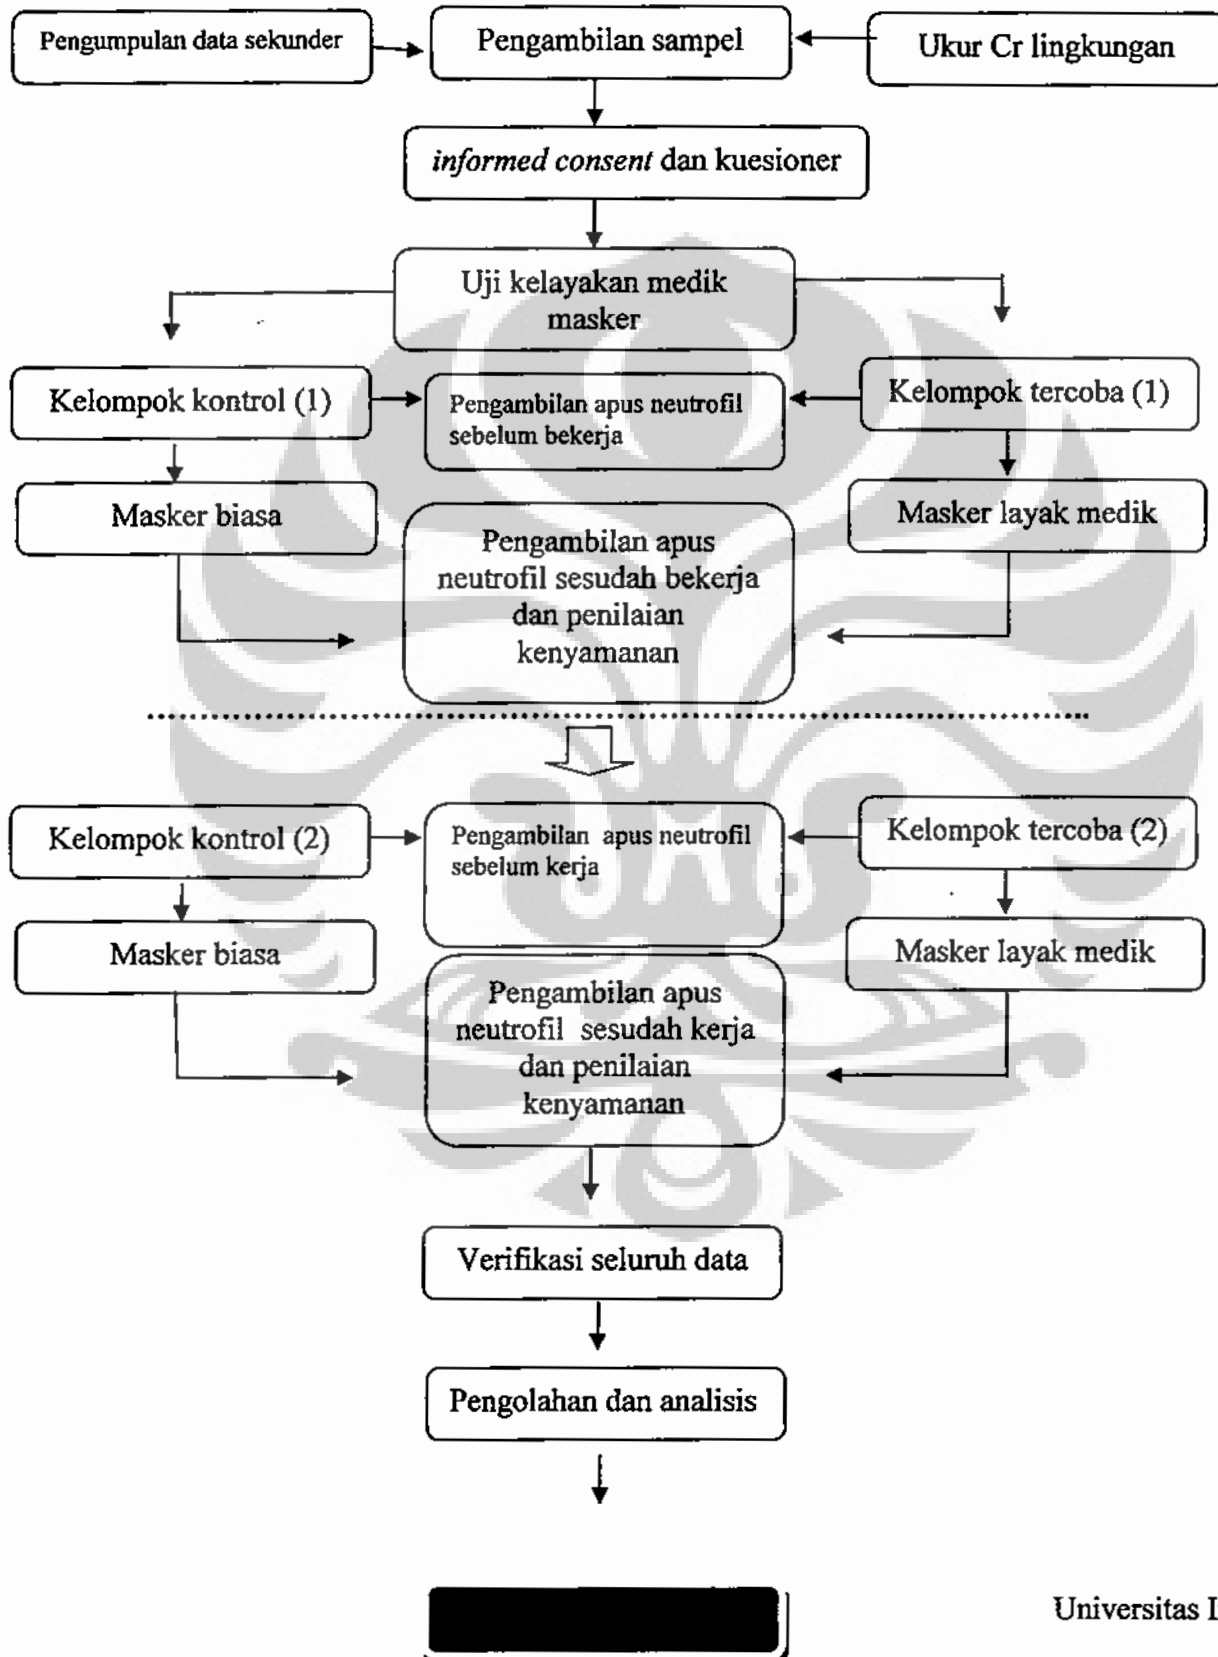 Pengumpulan data sekunder
Pengambilan sampel
Ukur Cr lingkungan
informed consent dan kuesioner
Uji kelayakan medik
masker
Kelompok kontrol (1)
Pengambilan apus neutrofil
sebelum bekerja
Kelompok tercoba (1)
Masker biasa
Pengambilan apus
neutrofil sesudah bekerja
dan penilaian
kenyamanan
Masker layak medik
Kelompok kontrol (2)
Pengambilan apus neutrofil
sebelum kerja
Kelompok tercoba (2)
Masker biasa
Pengambilan apus
neutrofil sesudah kerja
dan penilaian
kenyamanan
Masker layak medik
Verifikasi seluruh data
Pengolahan dan analisis
Universitas